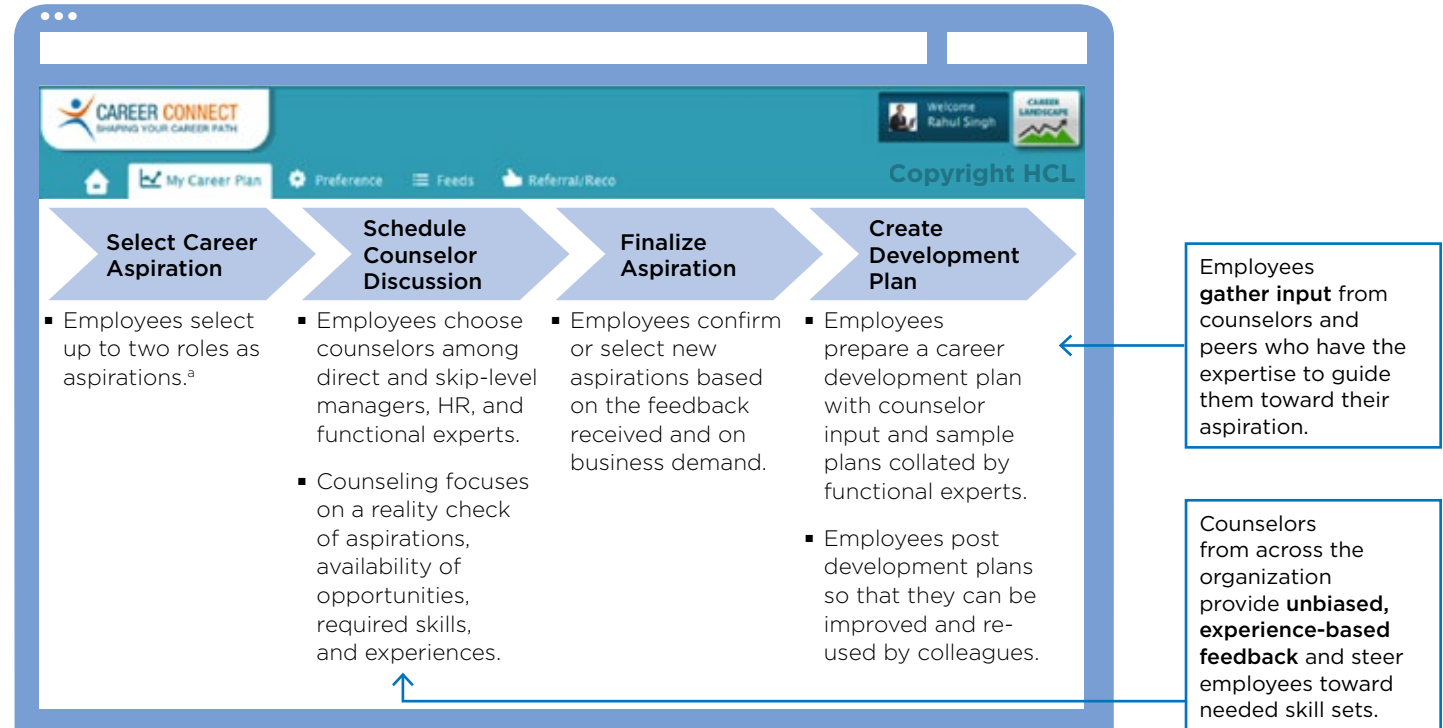 CAREER CONNECT
SHAPING YOUR CAREER PATH
Welcome
Rahul Singh
CAREER
LANDSCAPE
My Career Plan
Preference
Feeds
Referral/Reco
Copyright HCL
Select Career
Aspiration
▪ Employees select
up to two roles as
aspirations.ᵃ
Schedule
Counselor
Discussion
▪ Employees choose
counselors among
direct and skip-level
managers, HR, and
functional experts.
▪ Counseling focuses
on a reality check
of aspirations,
availability of
opportunities,
required skills,
and experiences.
Finalize
Aspiration
▪ Employees confirm
or select new
aspirations based
on the feedback
received and on
business demand.
Create
Development
Plan
▪ Employees
prepare a career
development plan
with counselor
input and sample
plans collated by
functional experts.
▪ Employees post
development plans
so that they can be
improved and re-
used by colleagues.
Employees
gather input from
counselors and
peers who have the
expertise to guide
them toward their
aspiration.
Counselors
from across the
organization
provide unbiased,
experience-based
feedback and steer
employees toward
needed skill sets.